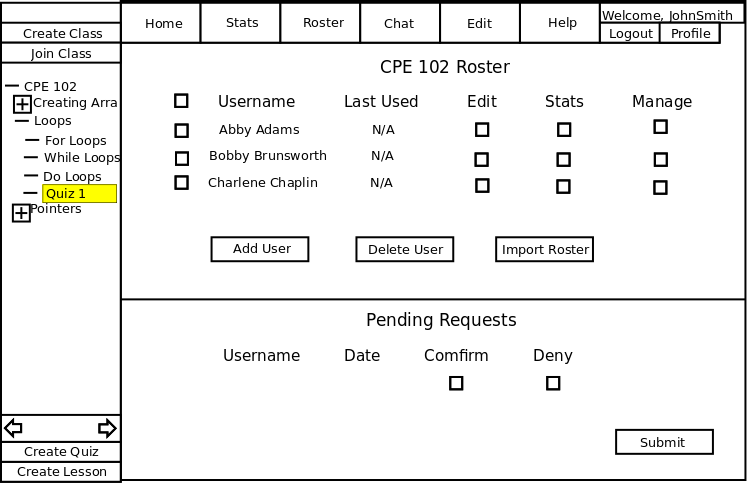 Home Stats Roster Chat Edit Help Welcome, JohnSmith
Create Class Logout Profile
Join Class
CPE 102
Creating Arra
Loops
For Loops
While Loops
Do Loops
Quiz 1
Pointers
Create Quiz
Create Lesson
CPE 102 Roster
Username Last Used Edit Stats Manage
Abby Adams N/A
Bobby Brunsworth N/A
Charlene Chaplin N/A
Add User Delete User Import Roster
Pending Requests
Username Date Comfirm Deny
Submit